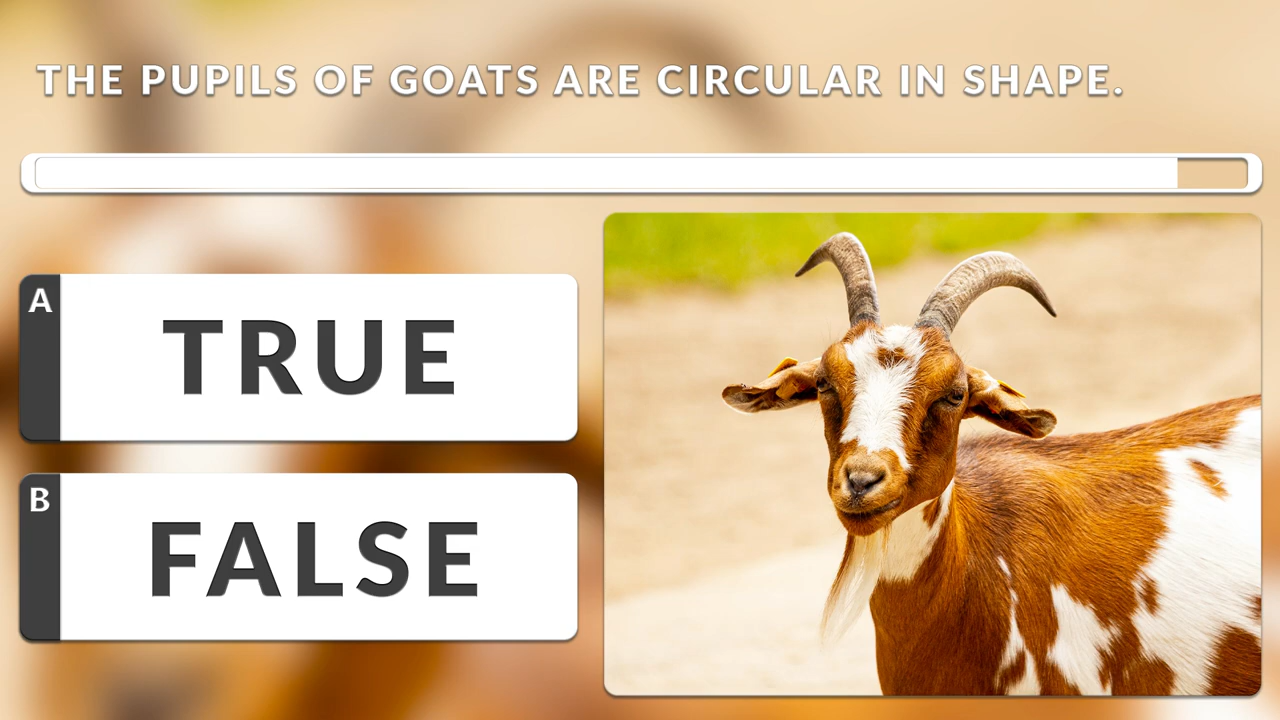 THE PUPILS OF GOATS ARE CIRCULAR IN SHAPE.
A
TRUE
B
FALSE